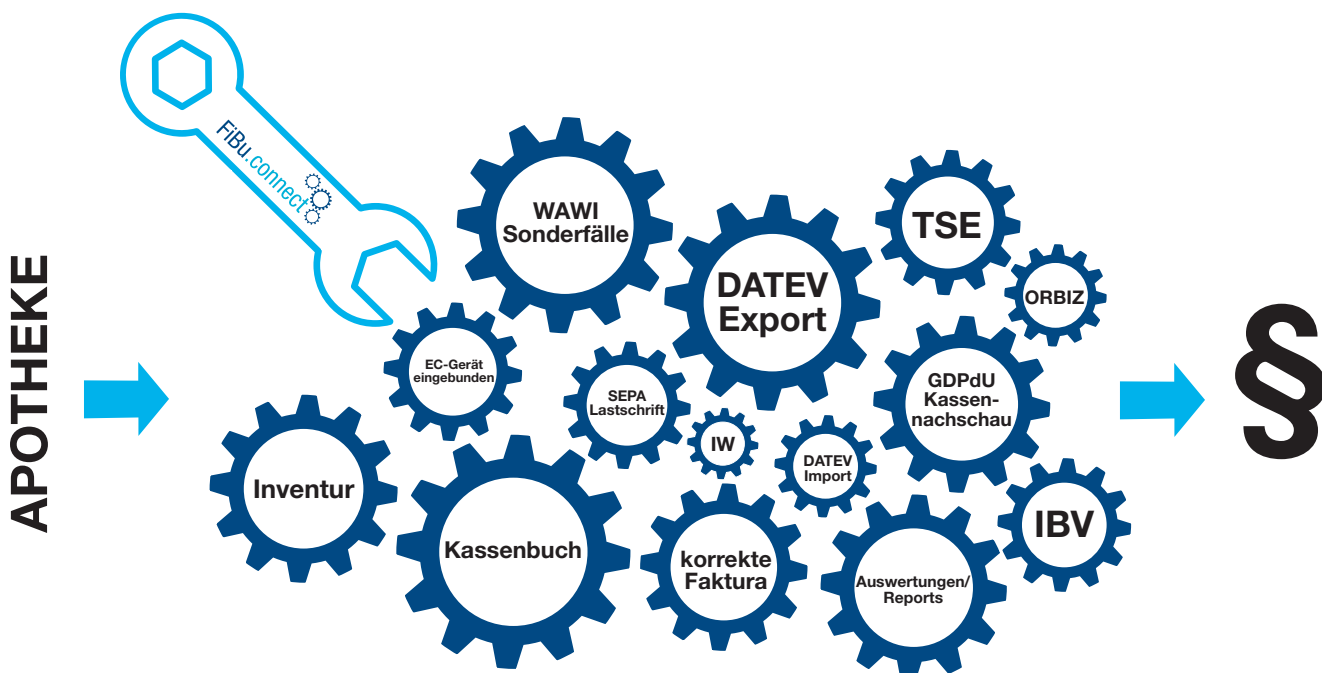 APOTHEKE
FiBu.connect
WAWI
Sonderfälle
DATEV
Export
TSE
ORBIZ
EC-Gerät
eingebunden
SEPA
Lastschrift
IW
DATEV
Import
GDPdU
Kassen-
nachschau
Inventur
Kassenbuch
korrekte
Faktura
Auswertungen/
Reports
IBV
§